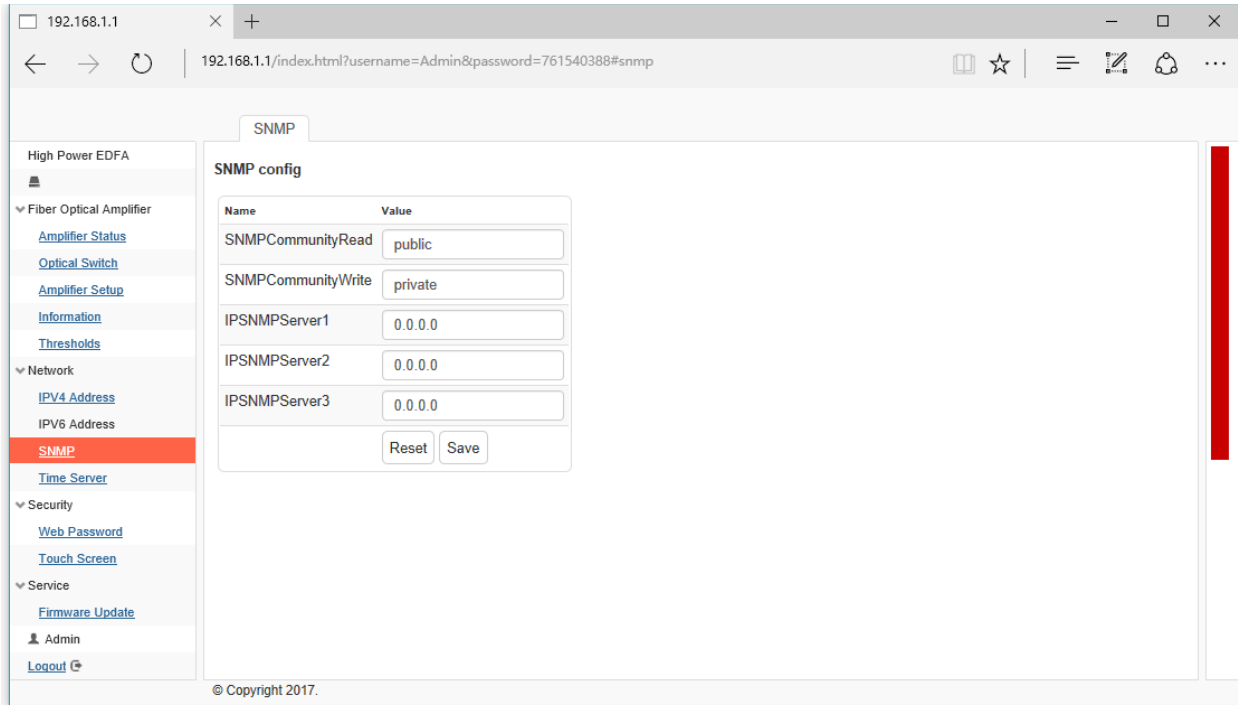 192.168.1.1
192.168.1.1/index.html?username=Admin&password=761540388#snmp
SNMP
High Power EDFA
Fiber Optical Amplifier
Amplifier Status
Optical Switch
Amplifier Setup
Information
Thresholds
Network
IPV4 Address
IPV6 Address
SNMP
Time Server
Security
Web Password
Touch Screen
Service
Firmware Update
Admin
Logout
SNMP config
Name Value
SNMPCommunityRead public
SNMPCommunityWrite private
IPSNMPServer1 0.0.0.0
IPSNMPServer2 0.0.0.0
IPSNMPServer3 0.0.0.0
Reset Save
© Copyright 2017.